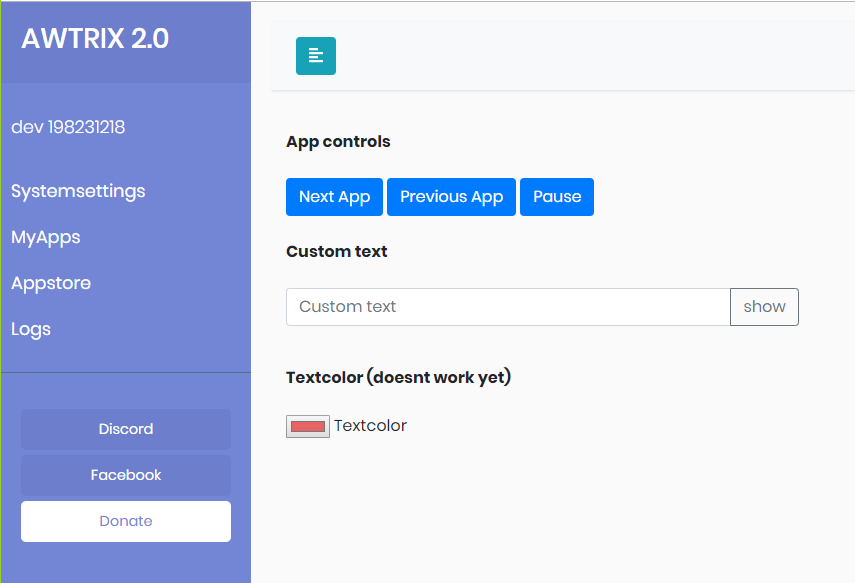 AWTRIX 2.0
dev 198231218
Systemsettings
MyApps
Appstore
Logs
Discord
Facebook
Donate
App controls
Next App Previous App Pause
Custom text
Custom text show
Textcolor (doesnt work yet)
Textcolor